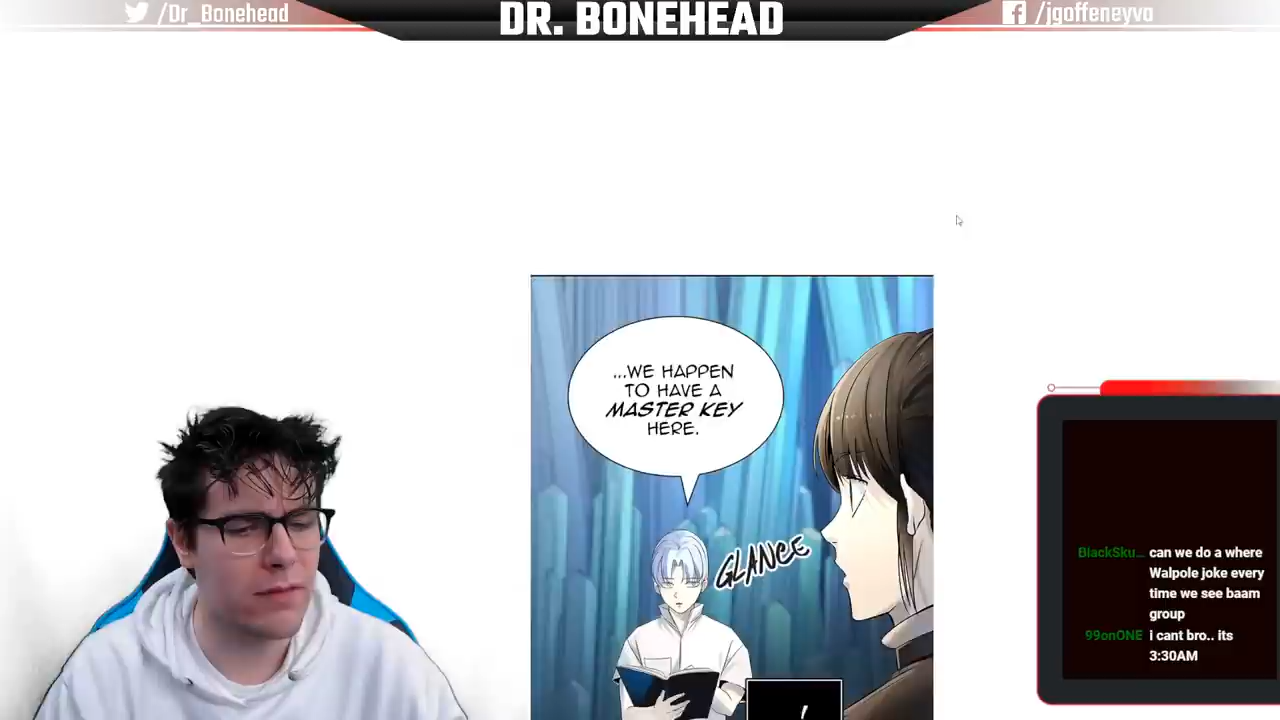 /Dr_Bonehead
DR. BONEHEAD
/jgoffeneyva
...WE HAPPEN
TO HAVE A
MASTER KEY
HERE.
GLANCE
BlackSku... can we do a where
Walpole joke every
time we see baam
group
99onONE i cant bro.. its
3:30AM